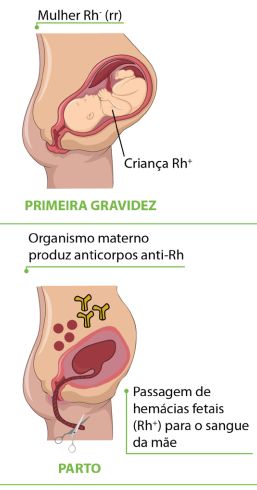 Mulher Rh⁻ (rr)
Criança Rh⁺
PRIMEIRA GRAVIDEZ
Organismo materno
produz anticorpos anti-Rh
Passagem de
hemácias fetais
(Rh⁺) para o sangue
da mãe
PARTO